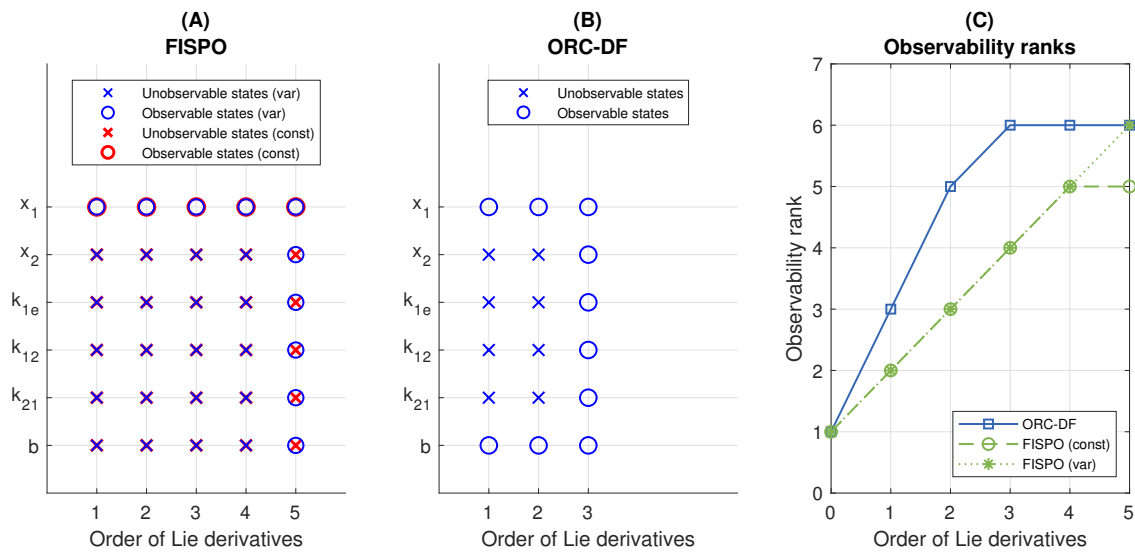 (A)
FISPO
Unobservable states (var)
Observable states (var)
Unobservable states (const)
Observable states (const)
x1
x2
k1e
k12
k21
b
1 2 3 4 5
Order of Lie derivatives
(B)
ORC-DF
Unobservable states
Observable states
x1
x2
k1e
k12
k21
b
1 2 3
Order of Lie derivatives
(C)
Observability ranks
7
6
5
4
3
2
1
0
Observability rank
ORC-DF
FISPO (const)
FISPO (var)
0 1 2 3 4 5
Order of Lie derivatives